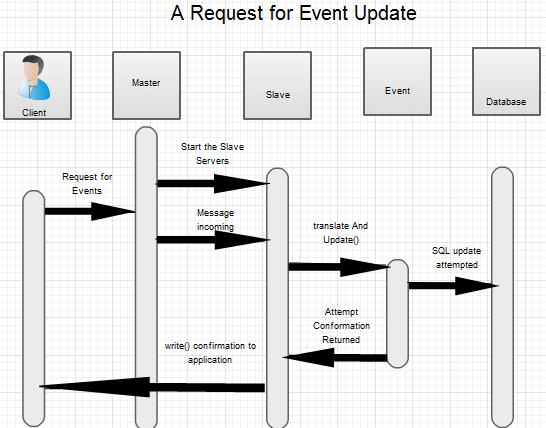 A Request for Event Update
Client
Master
Slave
Event
Database
Start the Slave
Servers
Request for
Events
Message
incoming
translate And
Update()
SQL update
attempted
Attempt
Conformation
Returned
write() confirmation to
application